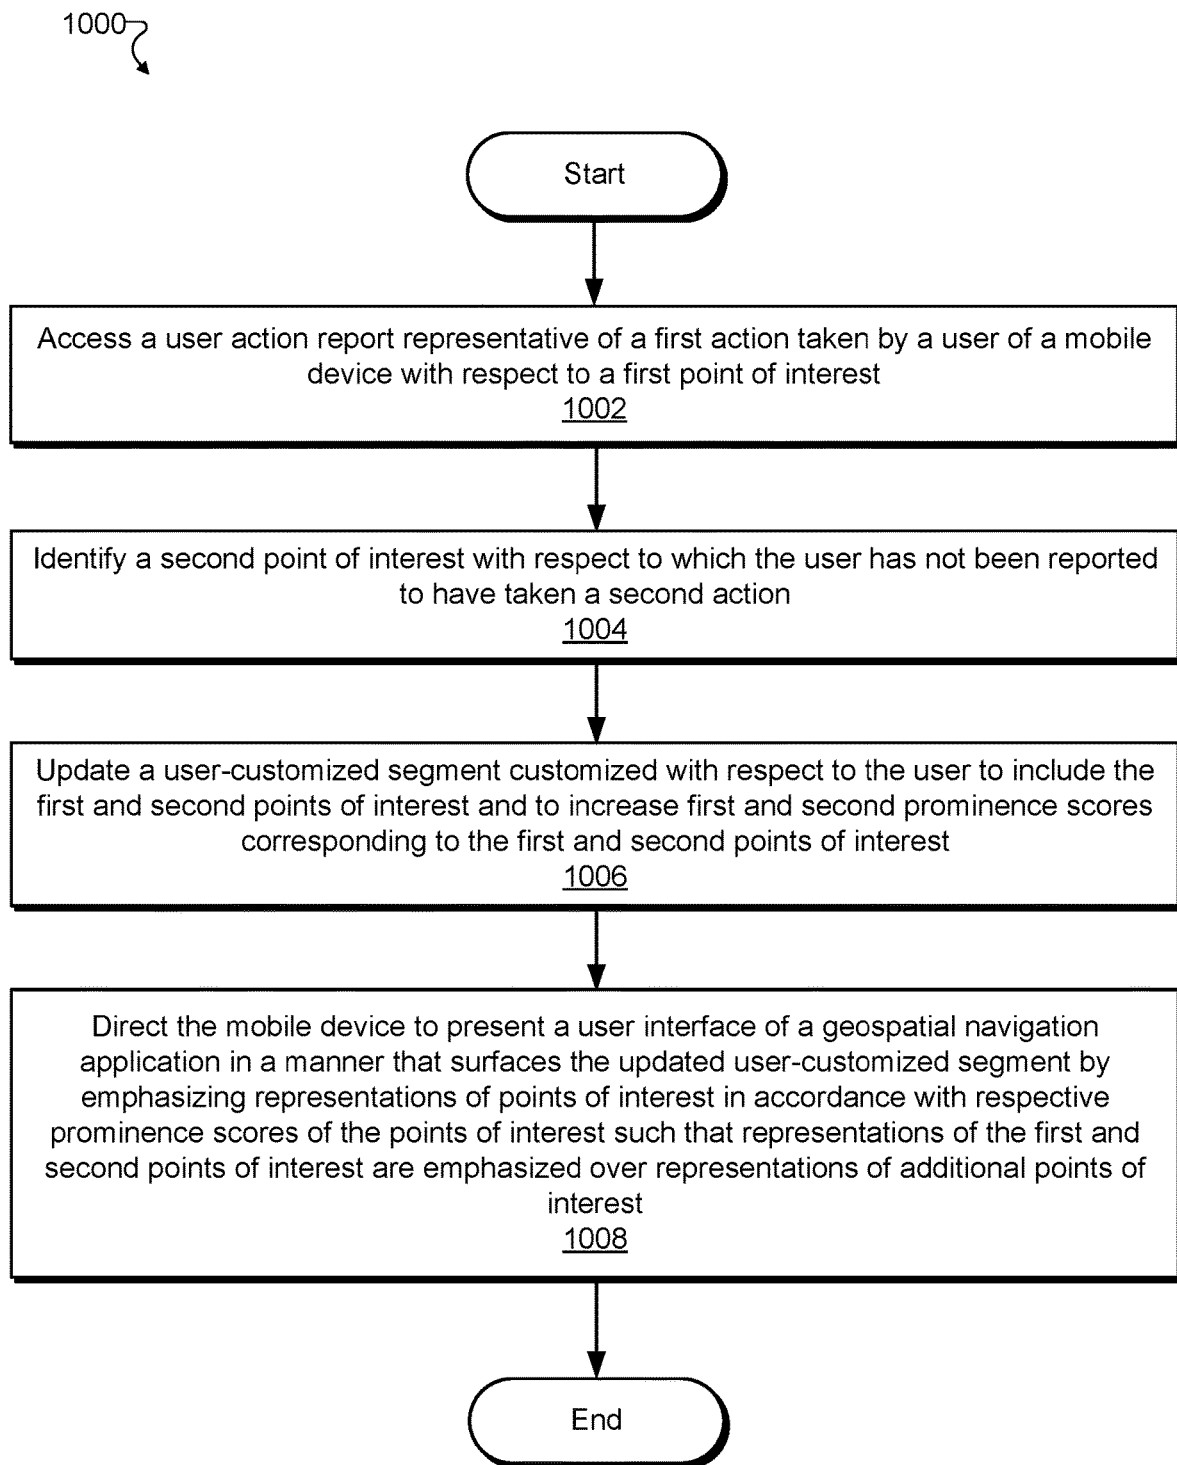 1000
Start
Access a user action report representative of a first action taken by a user of a mobile
device with respect to a first point of interest
1002
Identify a second point of interest with respect to which the user has not been reported
to have taken a second action
1004
Update a user-customized segment customized with respect to the user to include the
first and second points of interest and to increase first and second prominence scores
corresponding to the first and second points of interest
1006
Direct the mobile device to present a user interface of a geospatial navigation
application in a manner that surfaces the updated user-customized segment by
emphasizing representations of points of interest in accordance with respective
prominence scores of the points of interest such that representations of the first and
second points of interest are emphasized over representations of additional points of
interest
1008
End